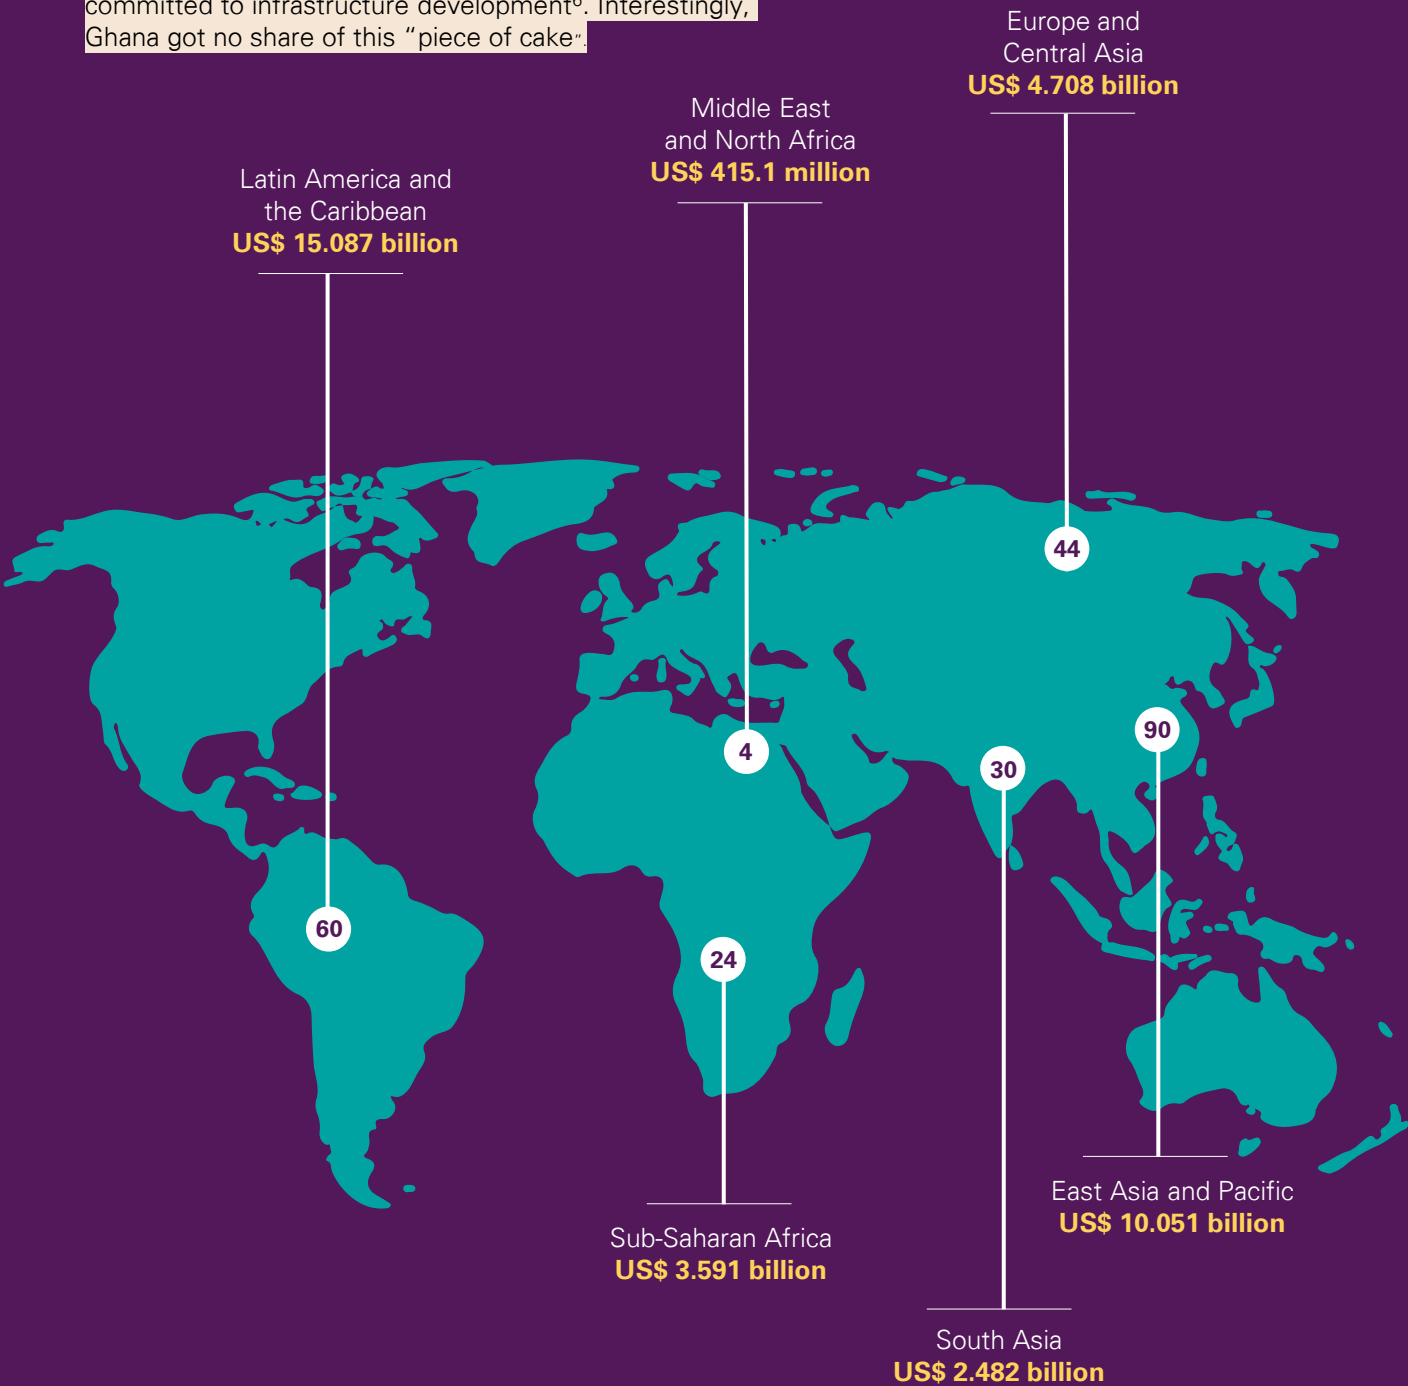 committed to infrastructure development⁶. Interestingly,
Ghana got no share of this “piece of cake”.
Europe and
Central Asia
US$ 4.708 billion
Middle East
and North Africa
US$ 415.1 million
Latin America and
the Caribbean
US$ 15.087 billion
44
90
4
30
60
24
East Asia and Pacific
US$ 10.051 billion
Sub-Saharan Africa
US$ 3.591 billion
South Asia
US$ 2.482 billion